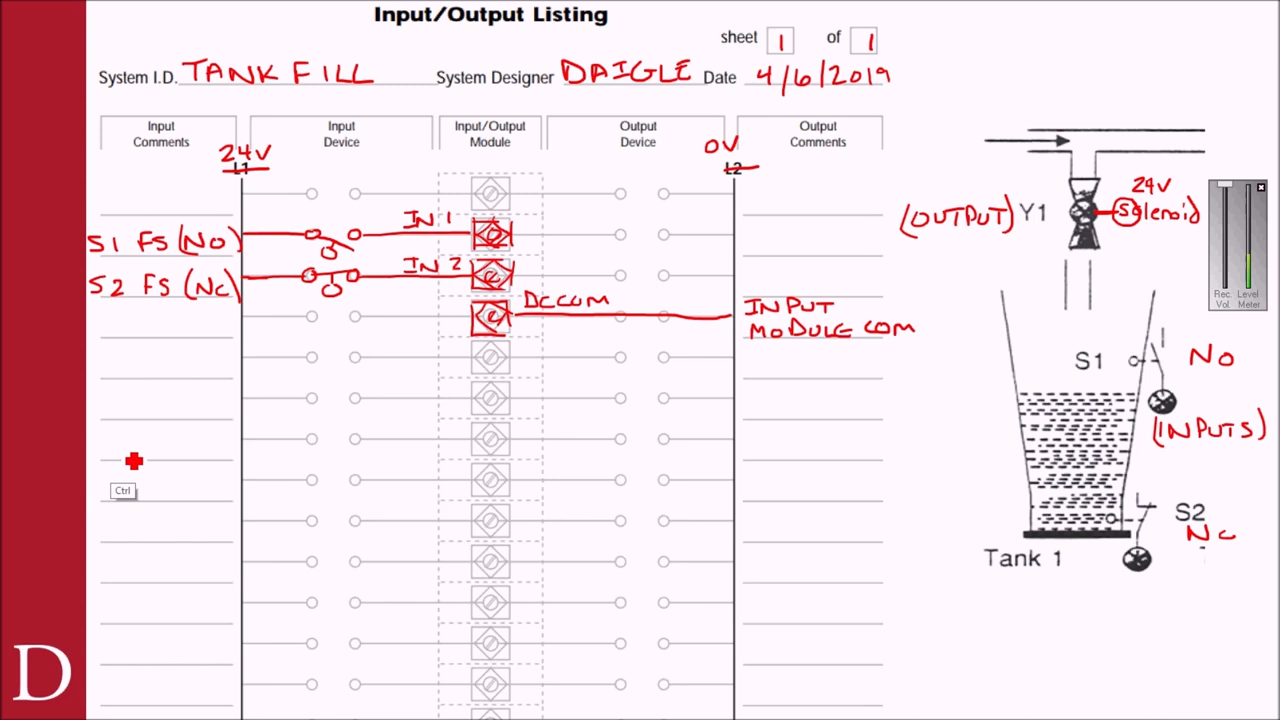 Input/Output Listing
sheet 1 of 1
System I.D. TANK FILL System Designer DAIGLE Date 4/6/2019
Input Comments
Input Device
Input/Output Module
Output Device
Output Comments
24V
L1
0V
L2
S1 FS (NO)
IN 1
S2 FS (NC)
IN 2
DC COM
INPUT
MODULE COM
Ctrl
(OUTPUT) Y1
24V
Solenoid
Rec. Vol.
Level Meter
S1 NO
(INPUTS)
S2
NC
Tank 1
D